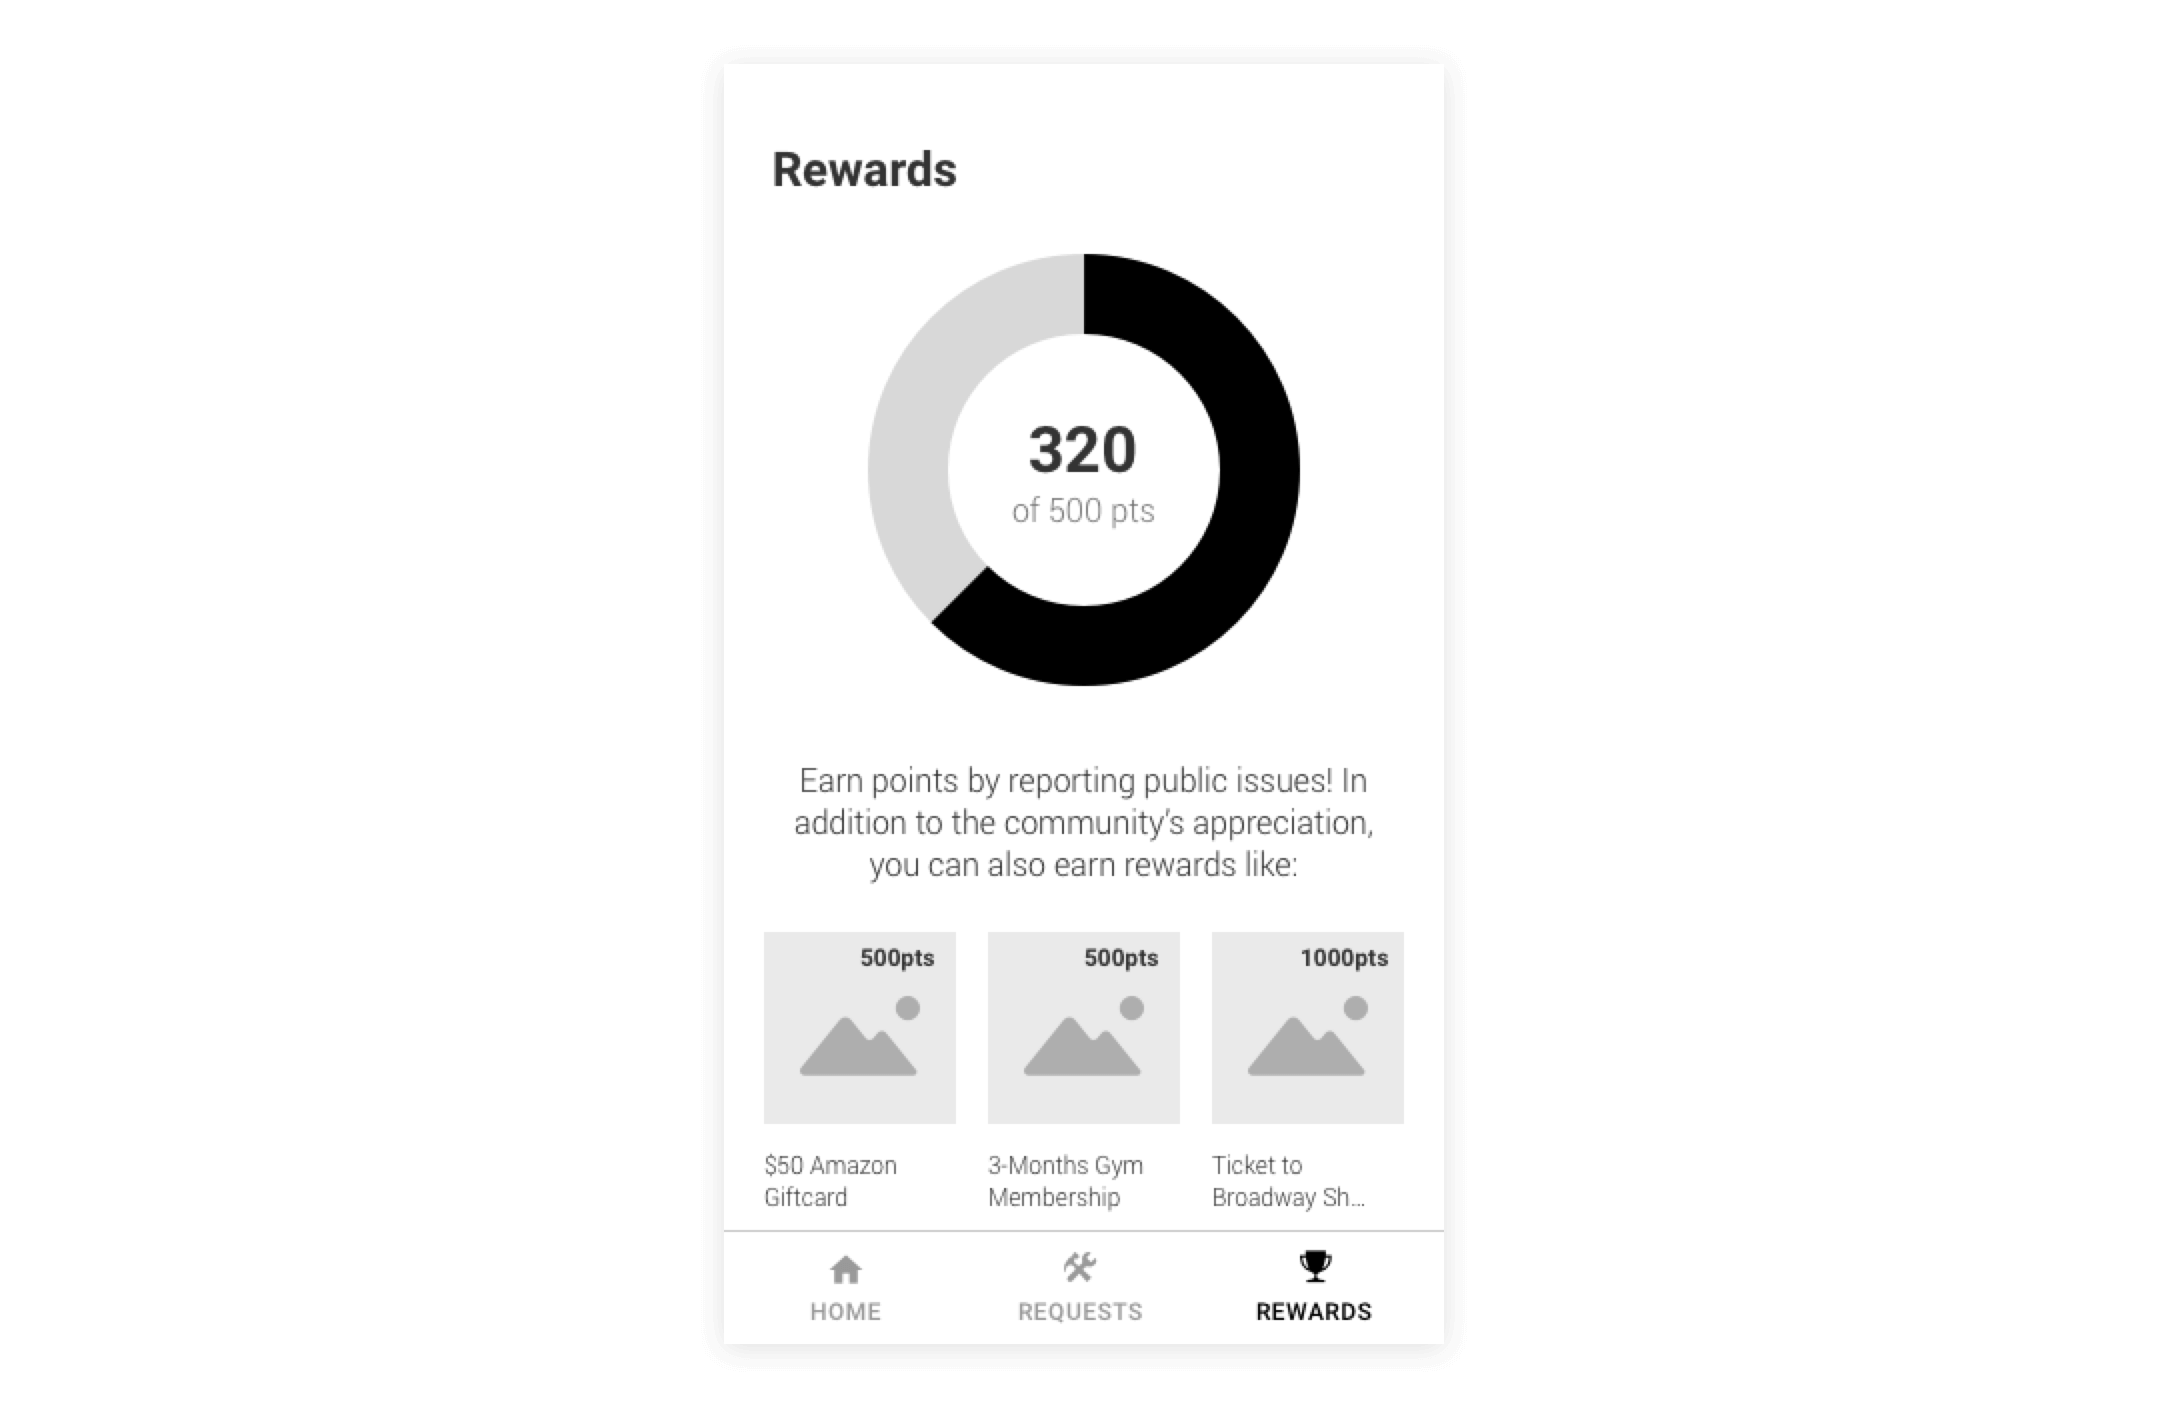 Rewards
320
of 500 pts
Earn points by reporting public issues! In
addition to the community's appreciation,
you can also earn rewards like:
500pts
500pts
1000pts
$50 Amazon
Giftcard
3-Months Gym
Membership
Ticket to
Broadway Sh...
HOME
REQUESTS
REWARDS